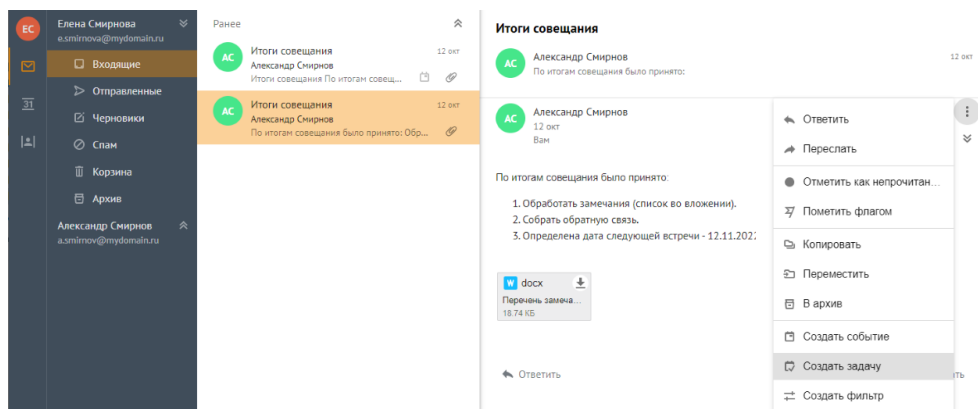 ЕС
Елена Смирнова
e.smirnova@mydomain.ru
Входящие
Отправленные
Черновики
Спам
Корзина
Архив
Александр Смирнов
a.smirnov@mydomain.ru
31
Ранее
АС
Итоги совещания
12 окт
Александр Смирнов
Итоги совещания По итогам совещ...
АС
Итоги совещания
12 окт
Александр Смирнов
По итогам совещания было принято: Обр...
Итоги совещания
АС
Александр Смирнов
12 окт
По итогам совещания было принято:
АС
Александр Смирнов
12 окт
Вам
По итогам совещания было принято:
1. Обработать замечания (список во вложении).
2. Собрать обратную связь.
3. Определена дата следующей встречи - 12.11.202
W docx
Перечень замеча...
18.74 КБ
Ответить
Ответить
Переслать
Отметить как непрочитан...
Пометить флагом
Копировать
Переместить
В архив
Создать событие
Создать задачу
Создать фильтр